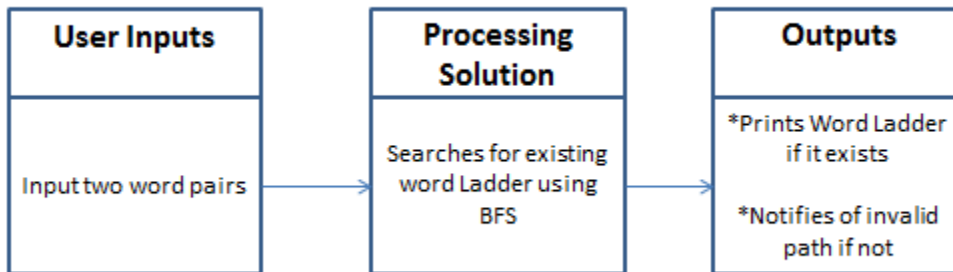 User Inputs
Input two word pairs
Processing
Solution
Searches for existing
word Ladder using
BFS
Outputs
*Prints Word Ladder
if it exists
*Notifies of invalid
path if not